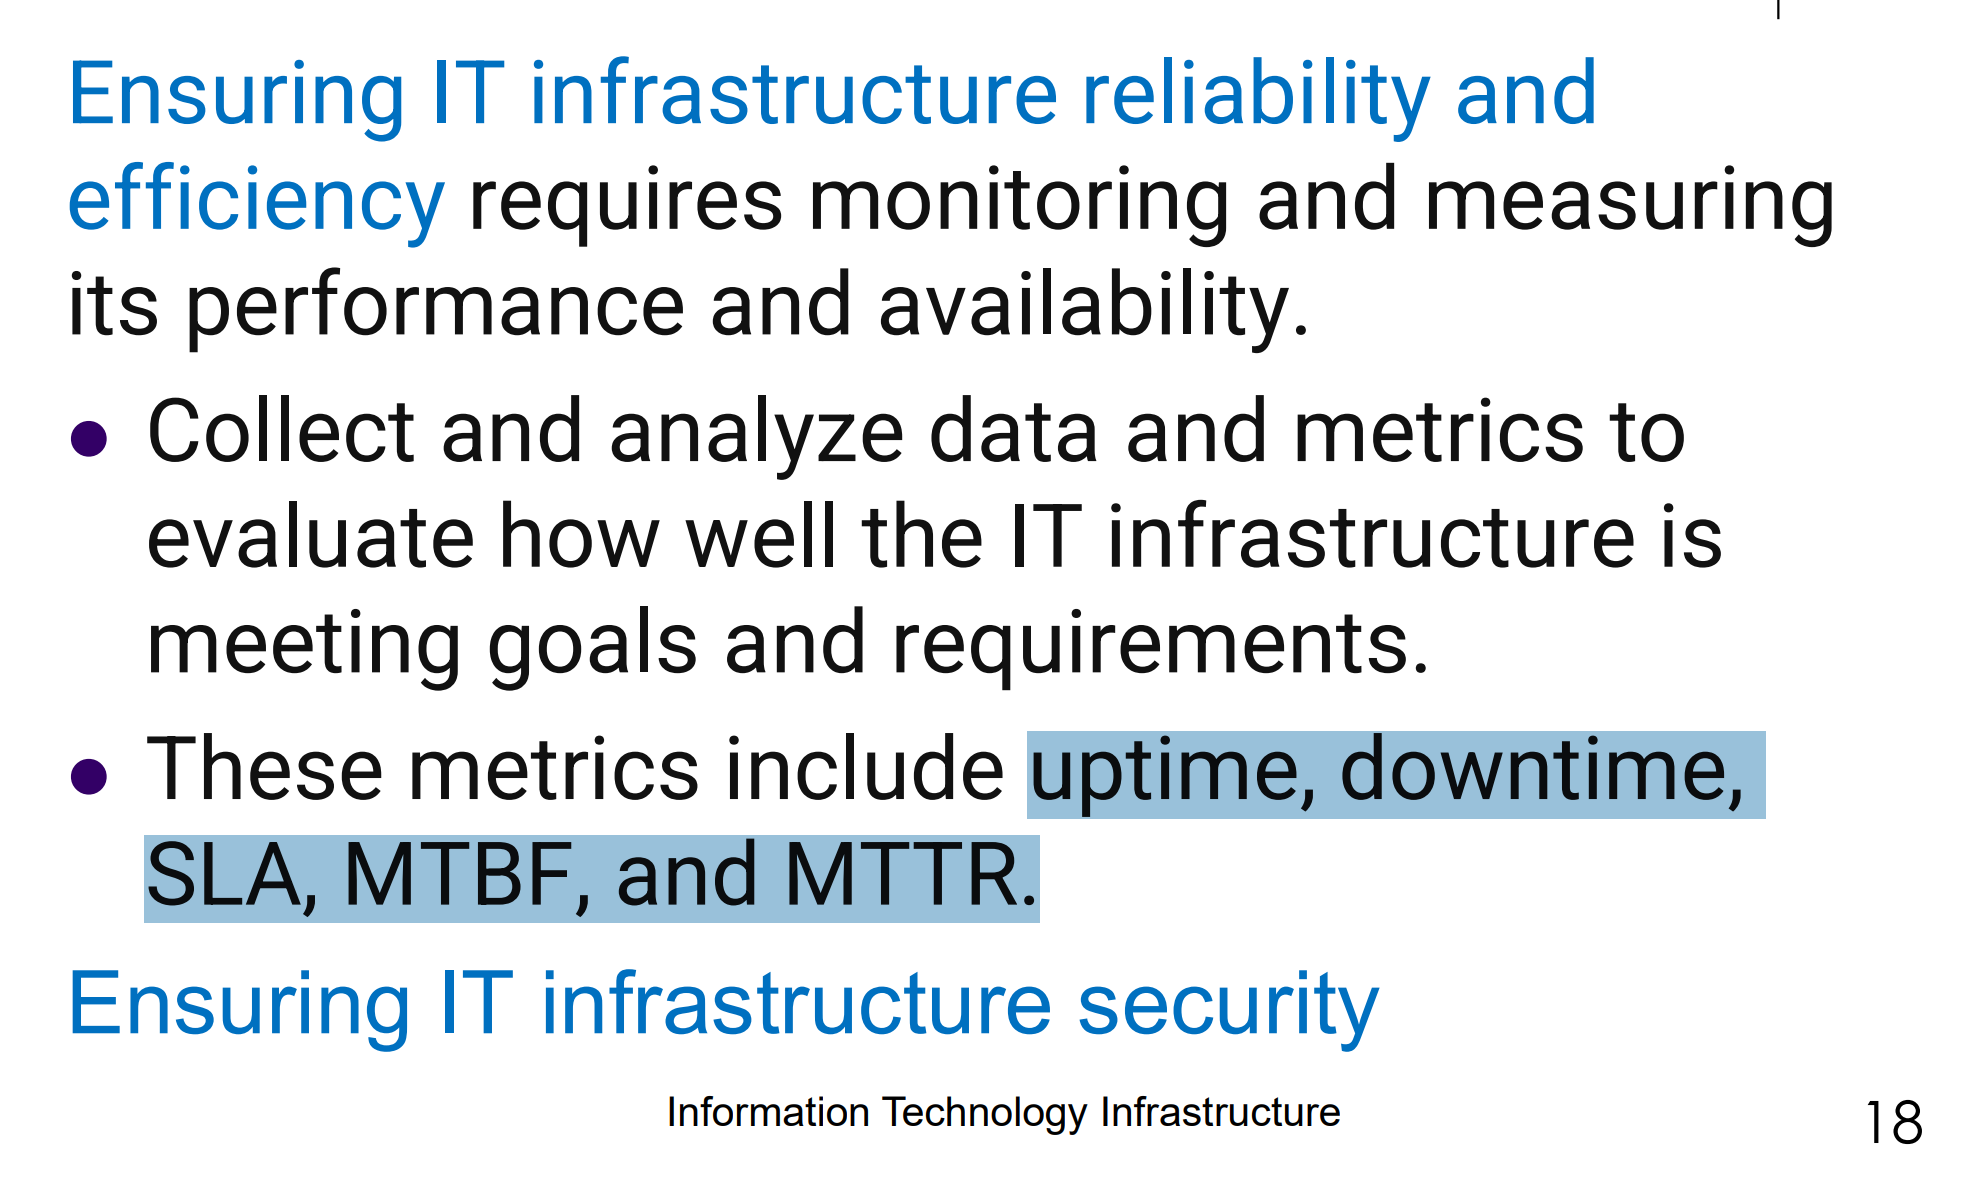 Ensuring IT infrastructure reliability and
efficiency requires monitoring and measuring
its performance and availability.
● Collect and analyze data and metrics to
evaluate how well the IT infrastructure is
meeting goals and requirements.
● These metrics include uptime, downtime,
SLA, MTBF, and MTTR.
Ensuring IT infrastructure security
Information Technology Infrastructure
18